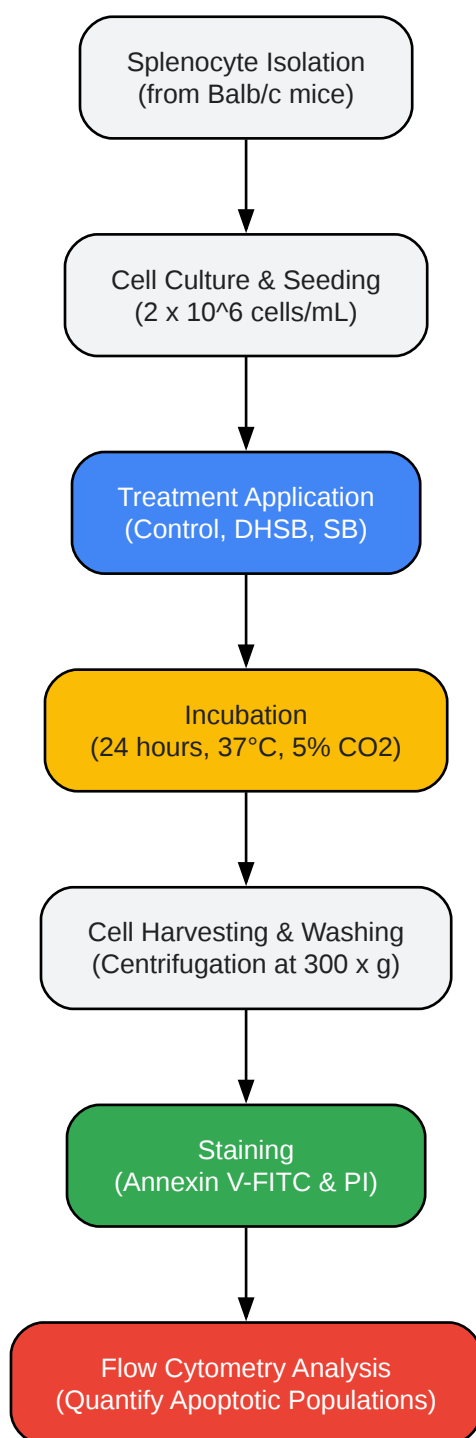 Splenocyte Isolation
(from Balb/c mice)
Cell Culture & Seeding
(2 x 10^6 cells/mL)
Treatment Application
(Control, DHSB, SB)
Incubation
(24 hours, 37°C, 5% CO2)
Cell Harvesting & Washing
(Centrifugation at 300 x g)
Staining
(Annexin V-FITC & PI)
Flow Cytometry Analysis
(Quantify Apoptotic Populations)